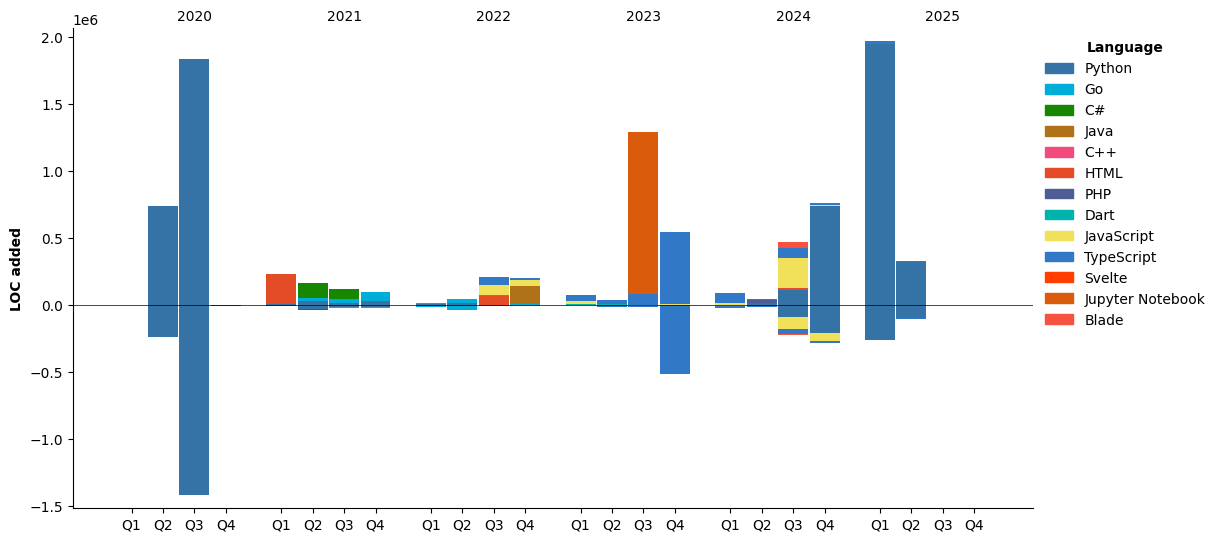 1e6
2020 2021 2022 2023 2024 2025
2.0
1.5
1.0
0.5
0.0
−0.5
−1.0
−1.5
LOC added
Q1 Q2 Q3 Q4 Q1 Q2 Q3 Q4 Q1 Q2 Q3 Q4 Q1 Q2 Q3 Q4 Q1 Q2 Q3 Q4 Q1 Q2 Q3 Q4
Language
Python
Go
C#
Java
C++
HTML
PHP
Dart
JavaScript
TypeScript
Svelte
Jupyter Notebook
Blade